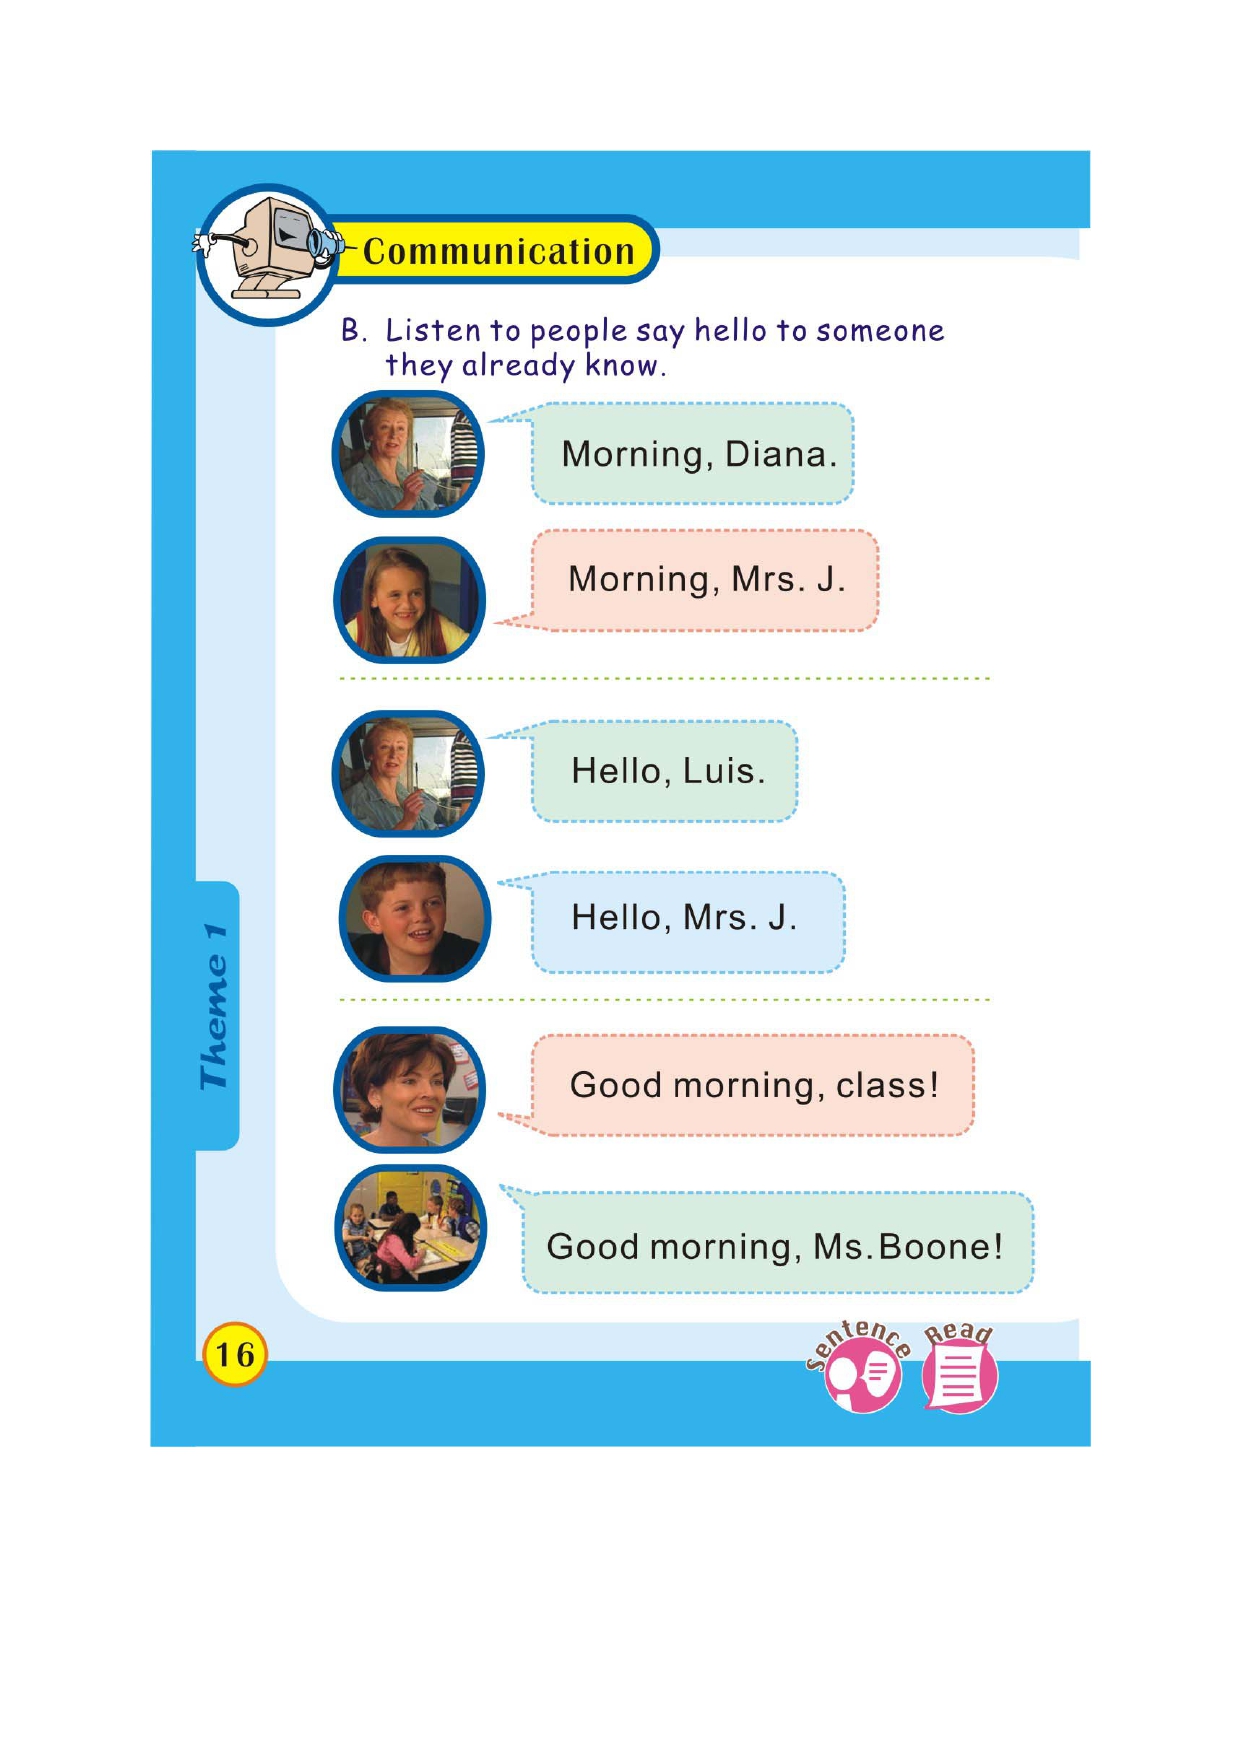 Communication
B. Listen to people say hello to someone
they already know.
Morning, Diana.
Morning, Mrs. J.
Hello, Luis.
Hello, Mrs. J.
Good morning, class!
Good morning, Ms. Boone!
Theme 1
16
Sentence
Read